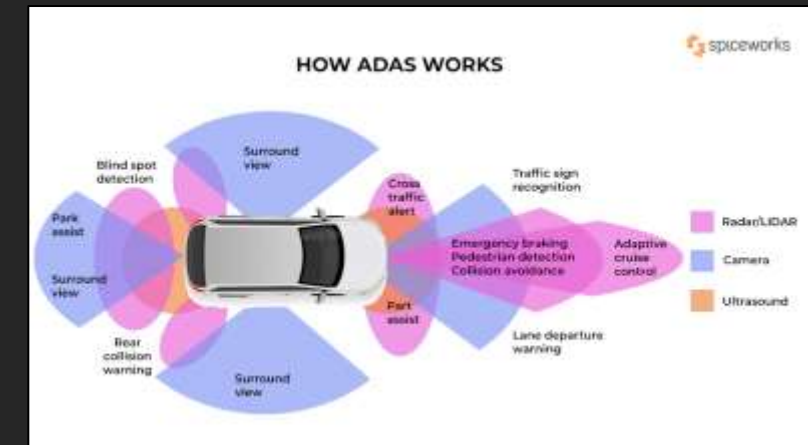 spiceworks
HOW ADAS WORKS
Surround
view
Blind spot
detection
Traffic sign
recognition
Cross
traffic
alert
Park
assist
Radar/LIDAR
Emergency braking
Pedestrian detection
Collision avoidance
Adaptive
cruise
control
Camera
Surround
view
Part
assist
Ultrasound
Rear
collision
warning
Lane departure
warning
Surround
view